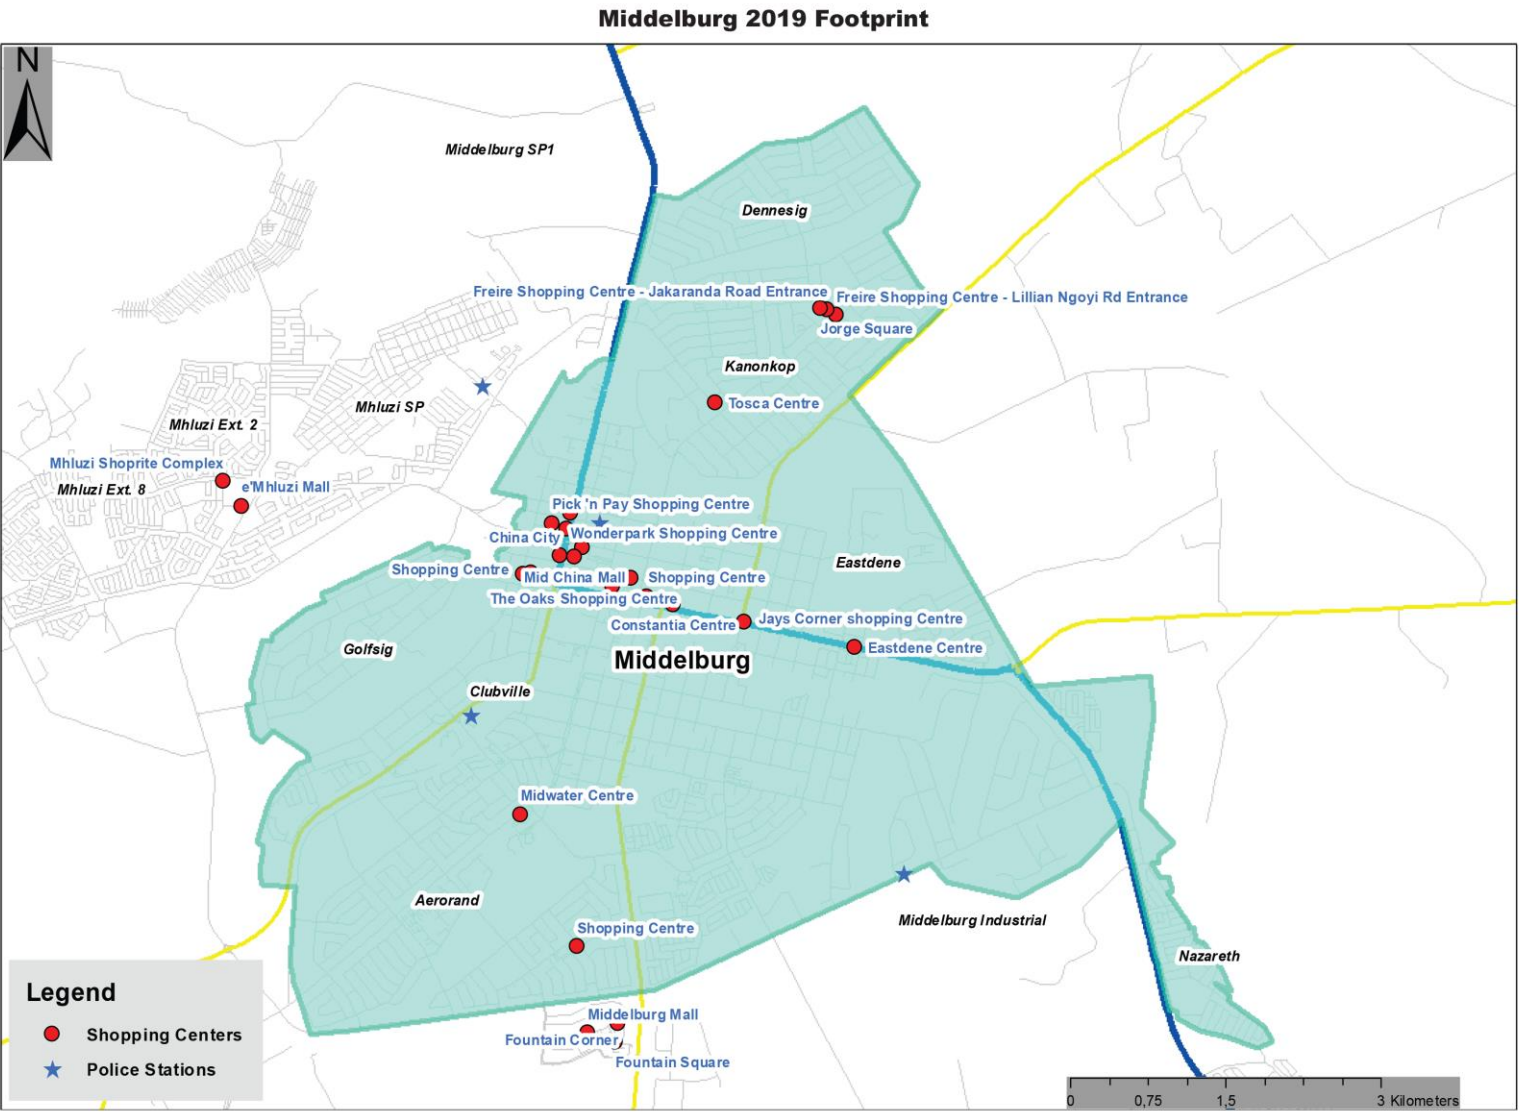 Middelburg 2019 Footprint
N
Middelburg SP1
Dennesig
Freire Shopping Centre - Jakaranda Road Entrance
Freire Shopping Centre - Lillian Ngoyi Rd Entrance
Jorge Square
Kanonkop
Tosca Centre
Mhluzi SP
Mhluzi Ext. 2
Mhluzi Shoprite Complex
Mhluzi Ext. 8
e'Mhluzi Mall
Pick 'n Pay Shopping Centre
China City
Wonderpark Shopping Centre
Eastdene
Shopping Centre
Mid China Mall
Shopping Centre
The Oaks Shopping Centre
Constantia Centre
Jays Corner shopping Centre
Eastdene Centre
Golfsig
Middelburg
Clubville
Midwater Centre
Aerorand
Shopping Centre
Middelburg Industrial
Nazareth
Middelburg Mall
Fountain Corner
Fountain Square
Legend
Shopping Centers
Police Stations
0 0,75 1,5 3 Kilometers